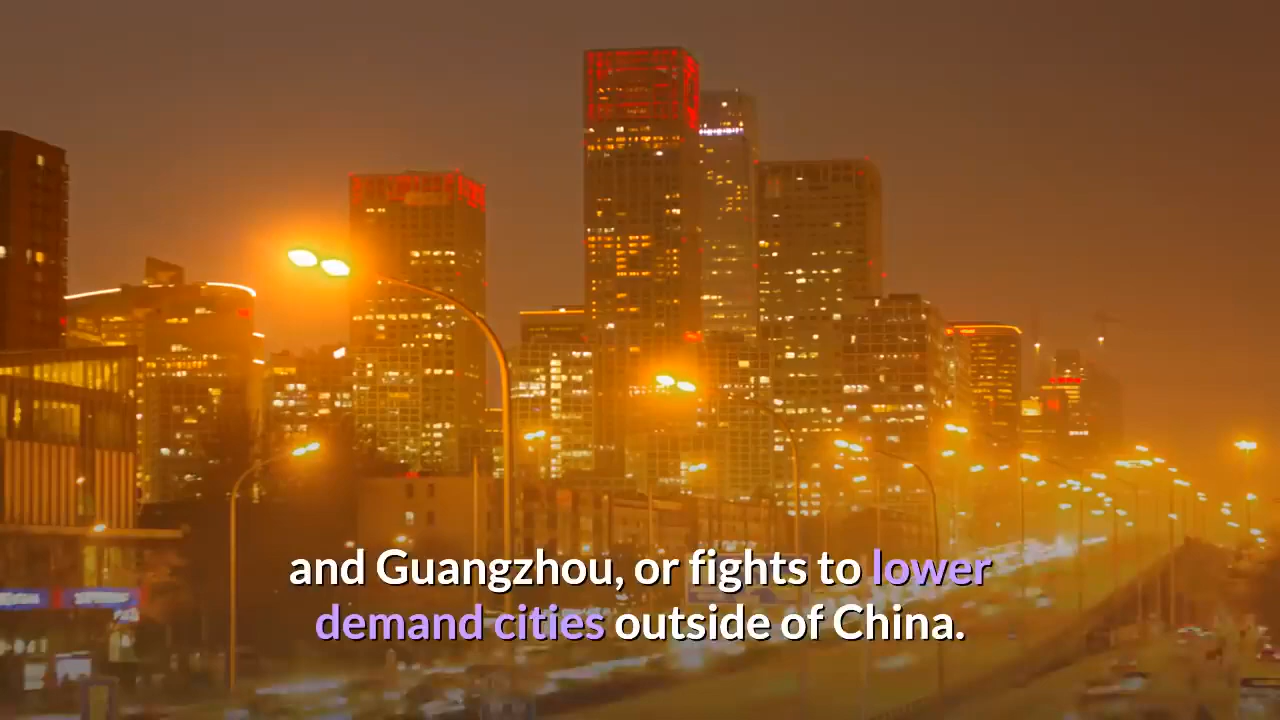 and Guangzhou, or fights to lower
demand cities outside of China.